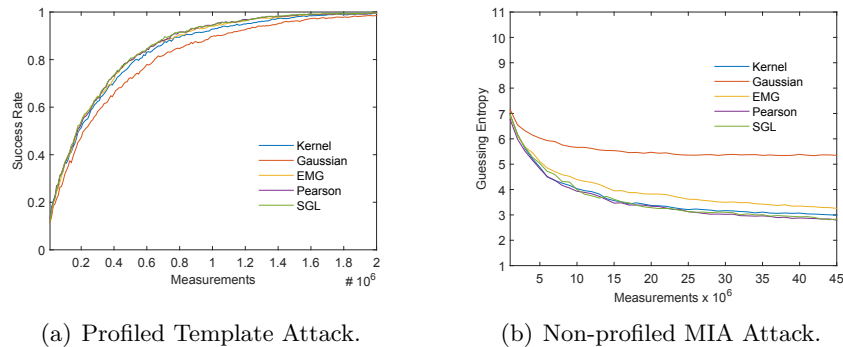 1
0.8
0.6
0.4
0.2
0
Success Rate
Kernel
Gaussian
EMG
Pearson
SGL
0.2 0.4 0.6 0.8 1 1.2 1.4 1.6 1.8 2
Measurements # 10^6
(a) Profiled Template Attack.
11
10
9
8
7
6
5
4
3
2
1
Guessing Entropy
Kernel
Gaussian
EMG
Pearson
SGL
5 10 15 20 25 30 35 40 45
Measurements x 10^6
(b) Non-profiled MIA Attack.